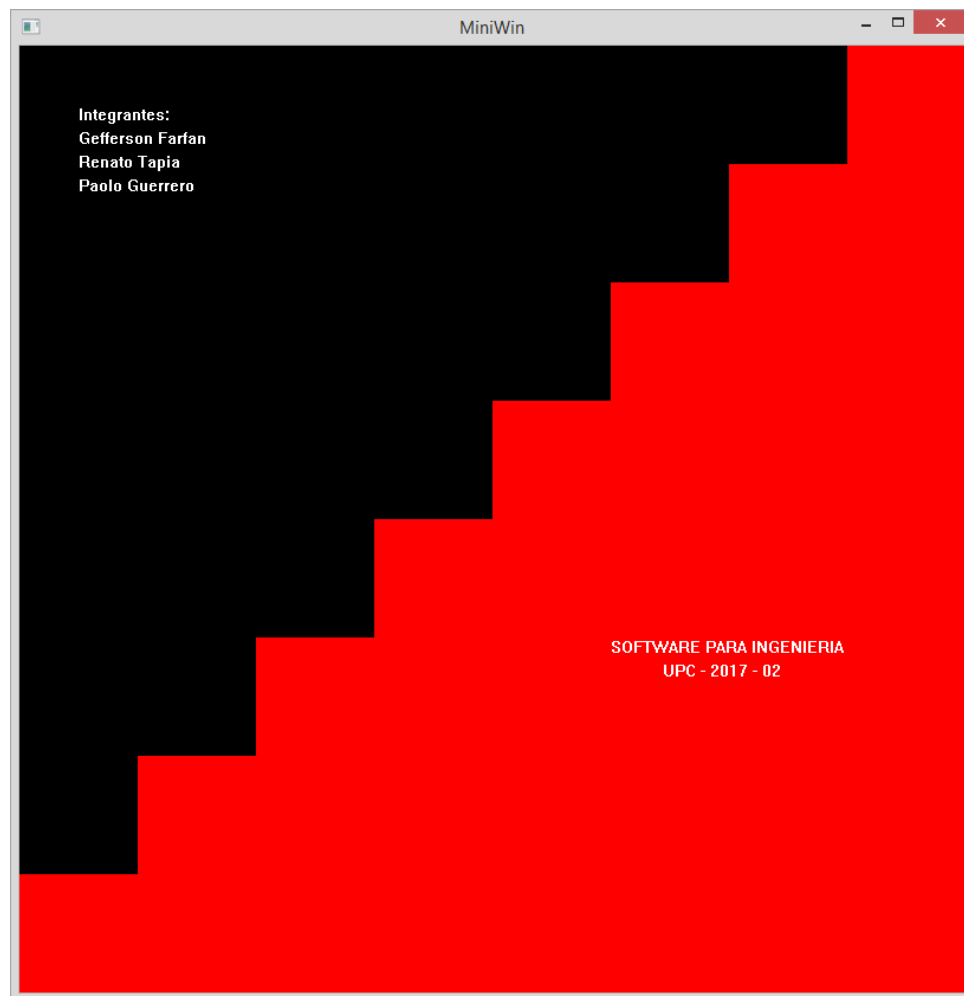 MiniWin
Integrantes:
Gefferson Farfan
Renato Tapia
Paolo Guerrero
SOFTWARE PARA INGENIERIA
UPC - 2017 - 02